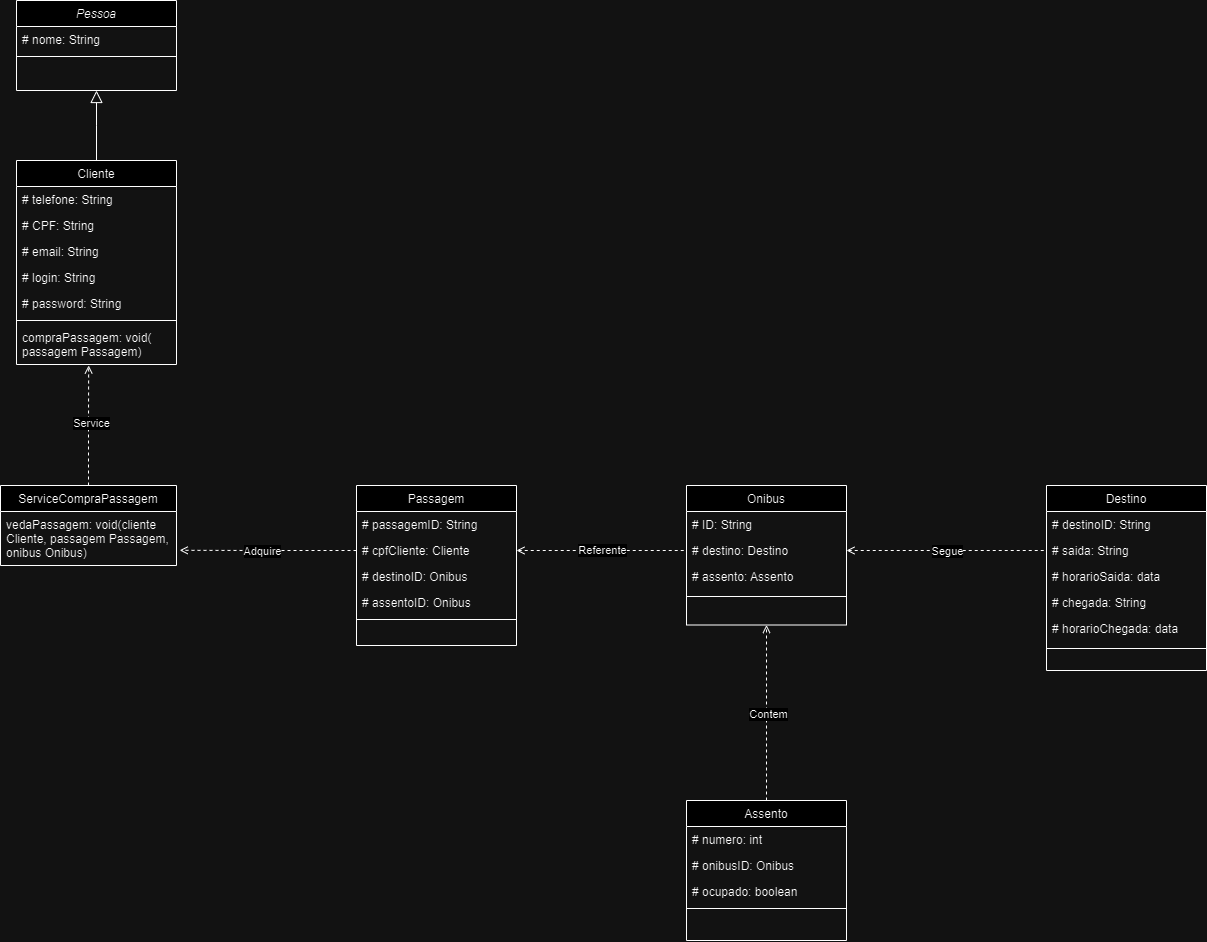 Pessoa
# nome: String
Cliente
# telefone: String
# CPF: String
# email: String
# login: String
# password: String
compraPassagem: void(
passagem Passagem)
Service
ServiceCompraPassagem
vedaPassagem: void(cliente
Cliente, passagem Passagem,
onibus Onibus)
Adquire
Passagem
# passagemID: String
# cpfCliente: Cliente
# destinoID: Onibus
# assentoID: Onibus
Referente
Onibus
# ID: String
# destino: Destino
# assento: Assento
Segue
Destino
# destinoID: String
# saida: String
# horarioSaida: data
# chegada: String
# horarioChegada: data
Contem
Assento
# numero: int
# onibusID: Onibus
# ocupado: boolean